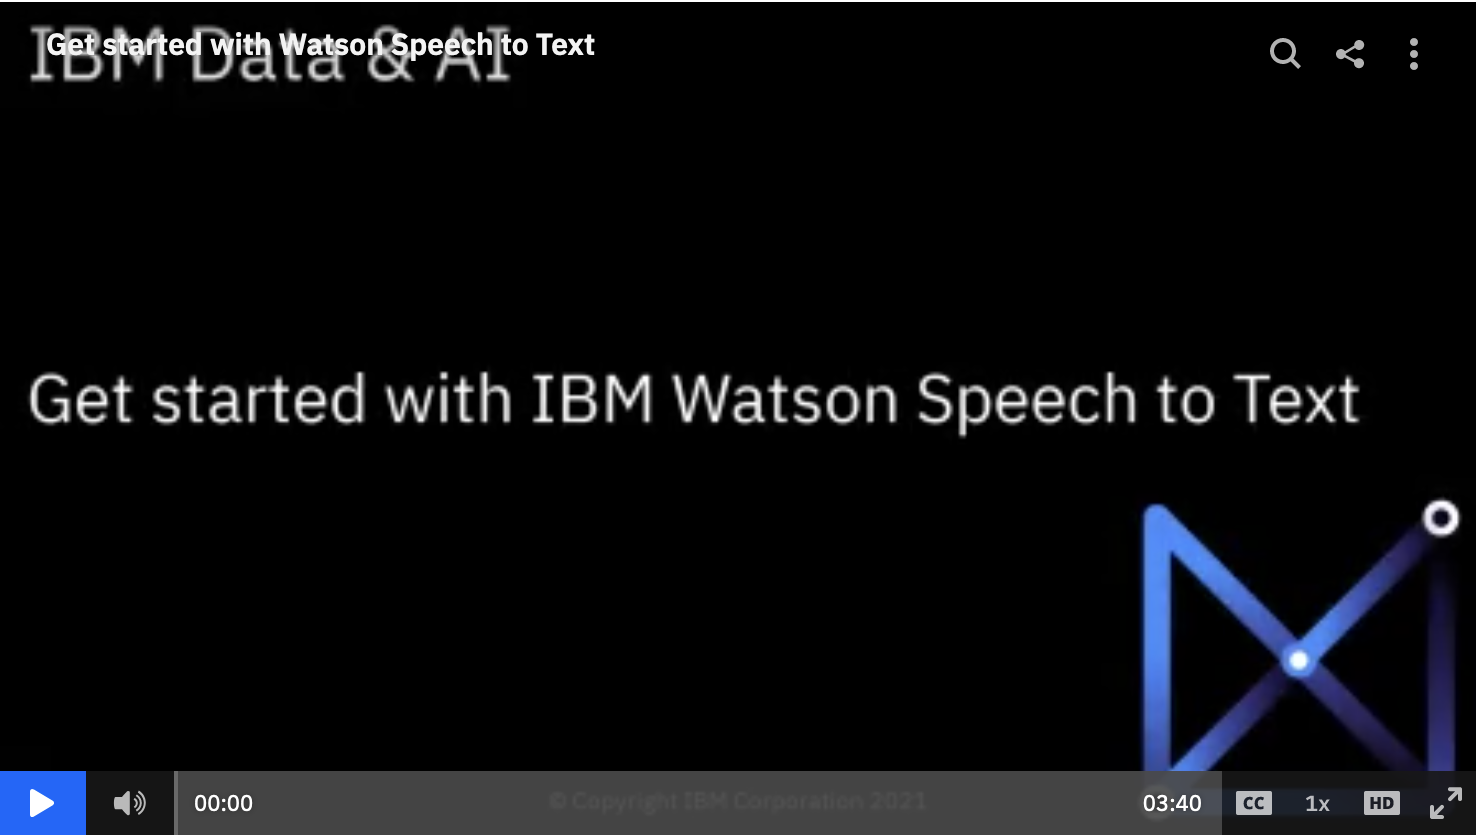 Get started with Watson Speech to Text
IBM Data & AI
Get started with IBM Watson Speech to Text
© Copyright IBM Corporation 2021
00:00
03:40
CC
1x
HD